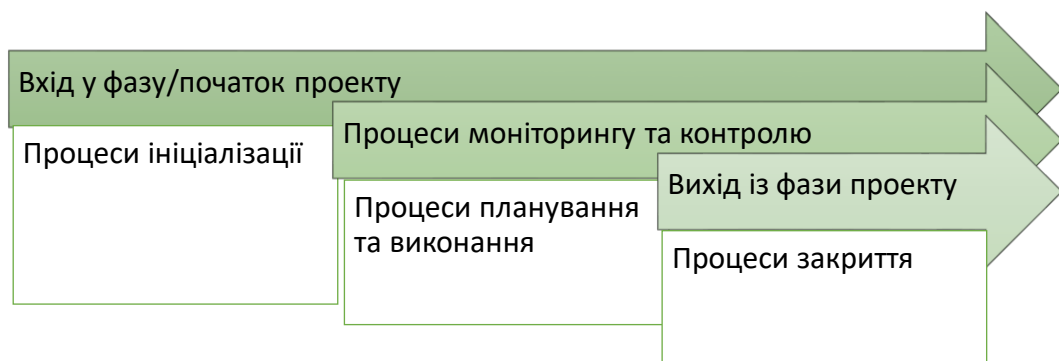 Вхід у фазу/початок проекту
Процеси ініціалізації
Процеси моніторингу та контролю
Процеси планування
та виконання
Вихід із фази проекту
Процеси закриття